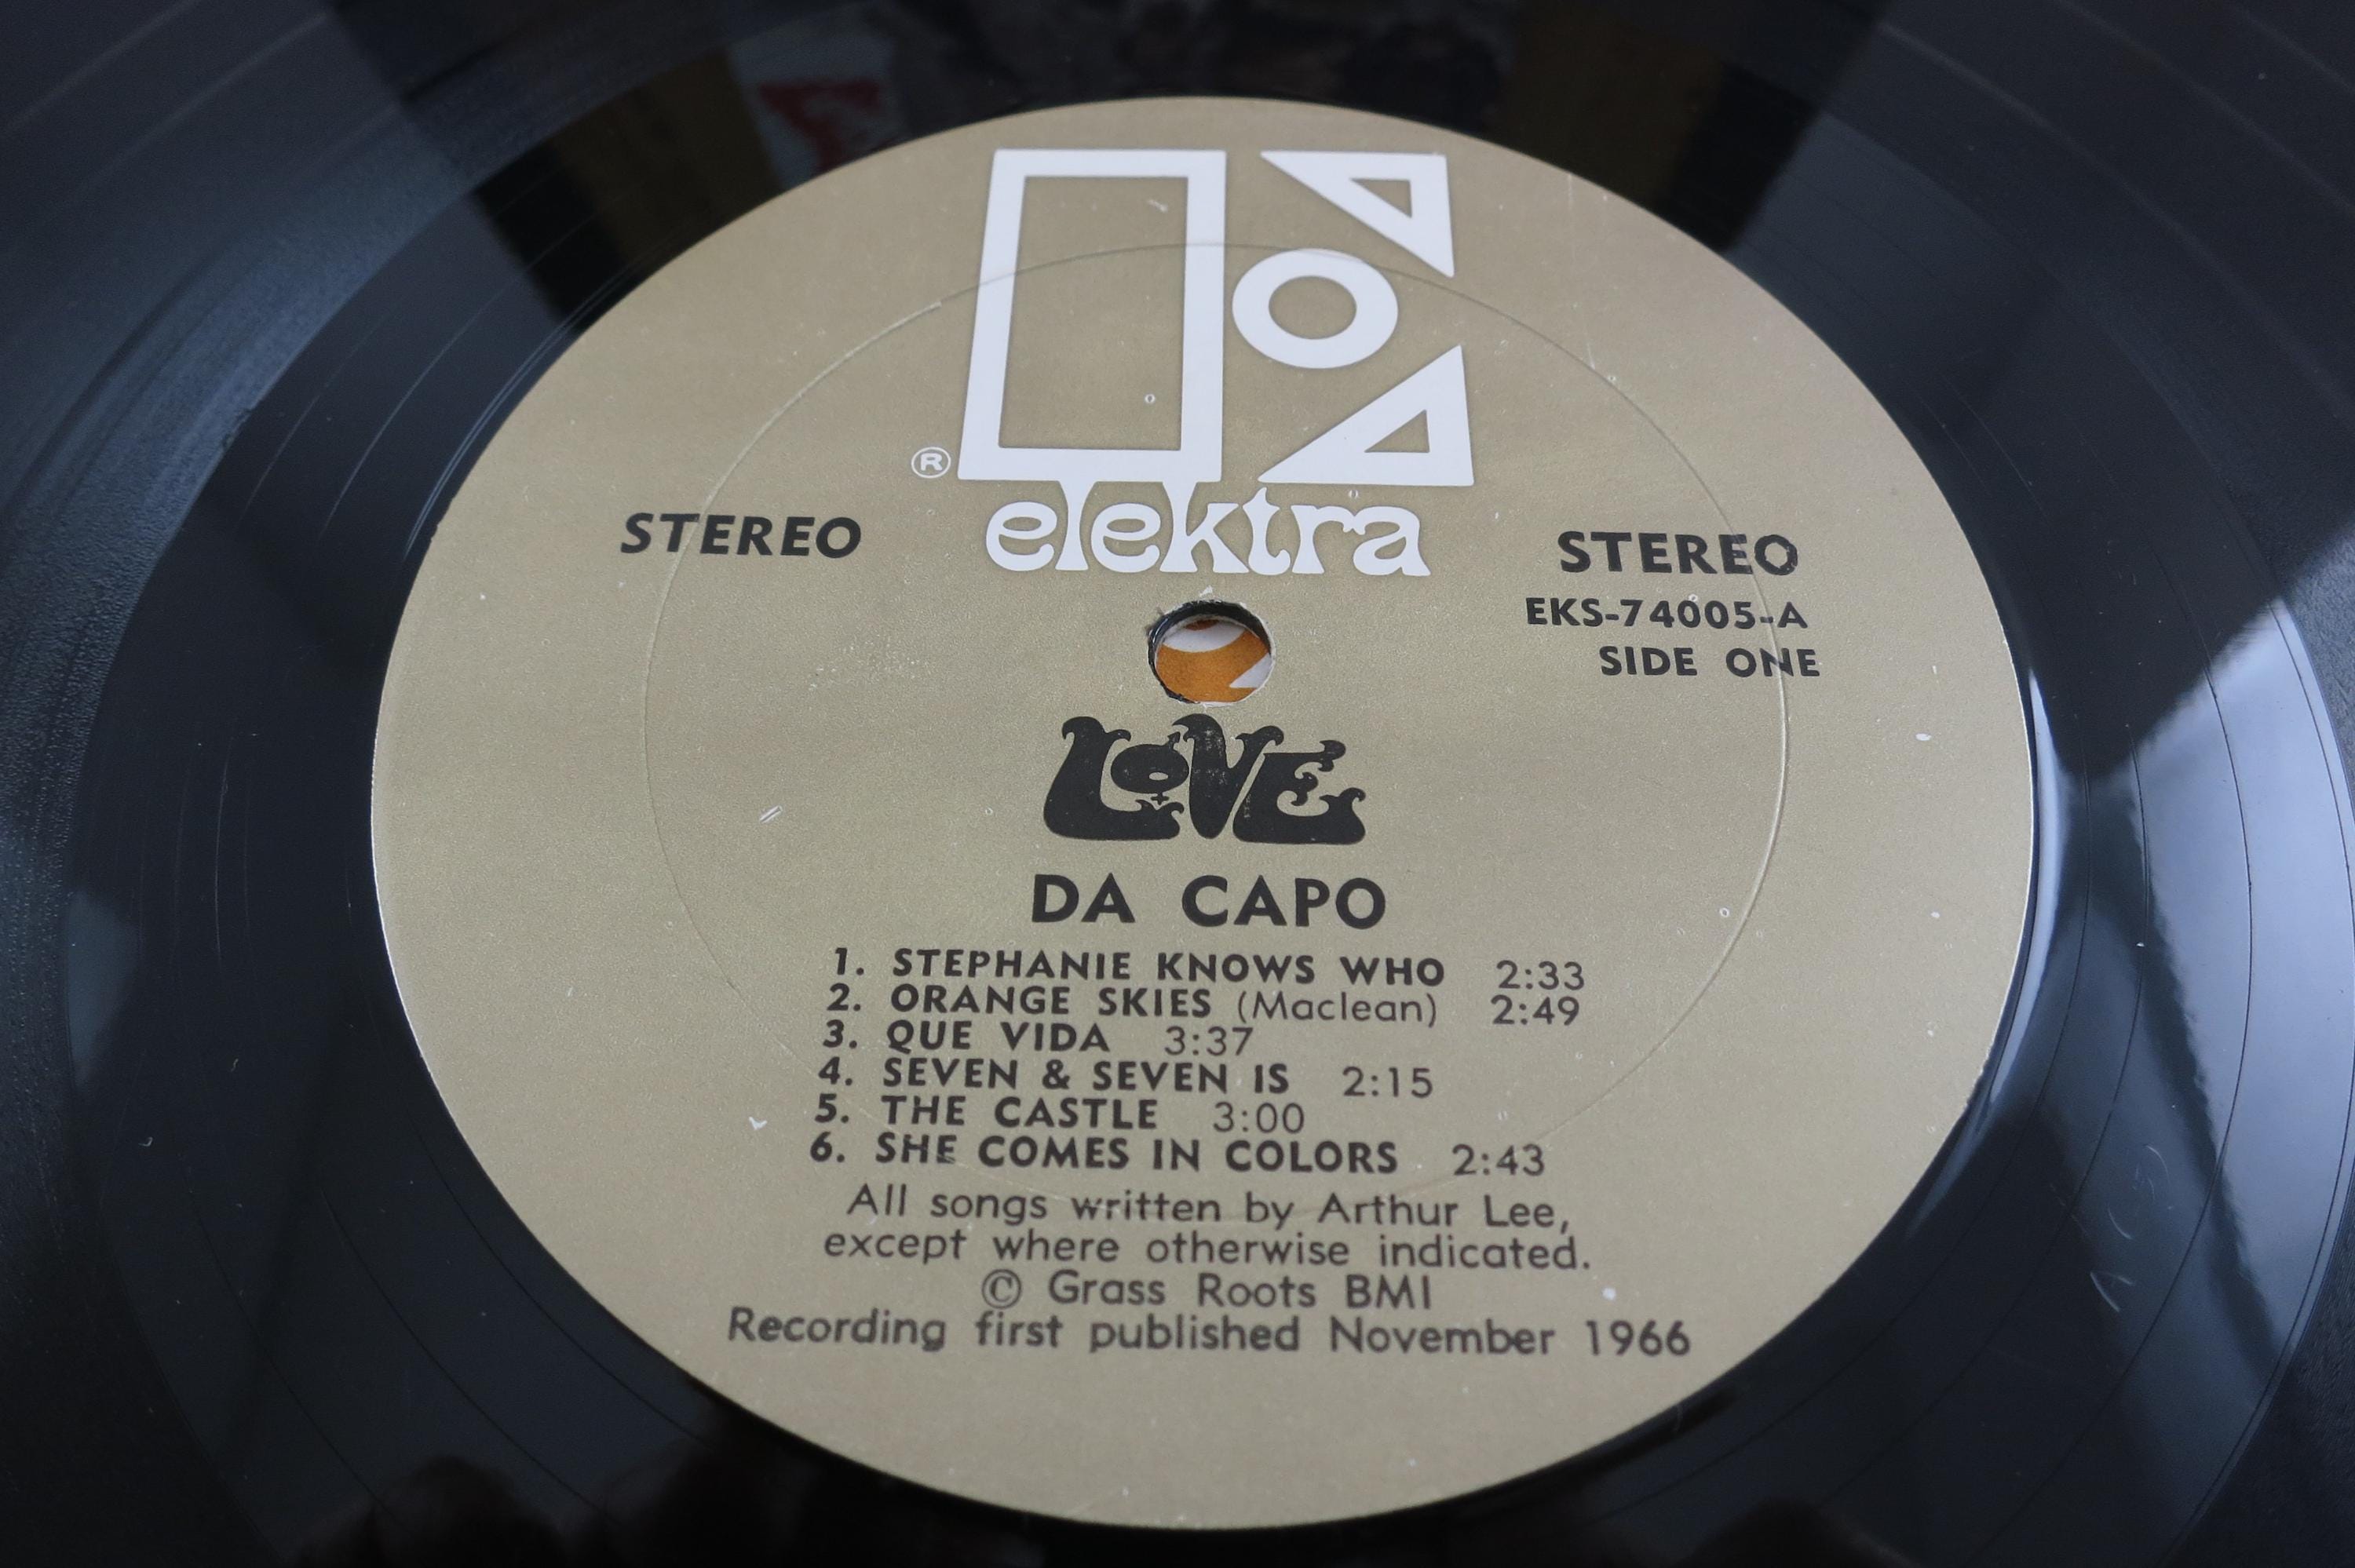 ®
elektra
STEREO
STEREO
EKS-74005-A
SIDE ONE
LOVE
DA CAPO
1. STEPHANIE KNOWS WHO 2:33
2. ORANGE SKIES (Maclean) 2:49
3. QUE VIDA 3:37
4. SEVEN & SEVEN IS 2:15
5. THE CASTLE 3:00
6. SHE COMES IN COLORS 2:43
All songs written by Arthur Lee,
except where otherwise indicated.
© Grass Roots BMI
Recording first published November 1966